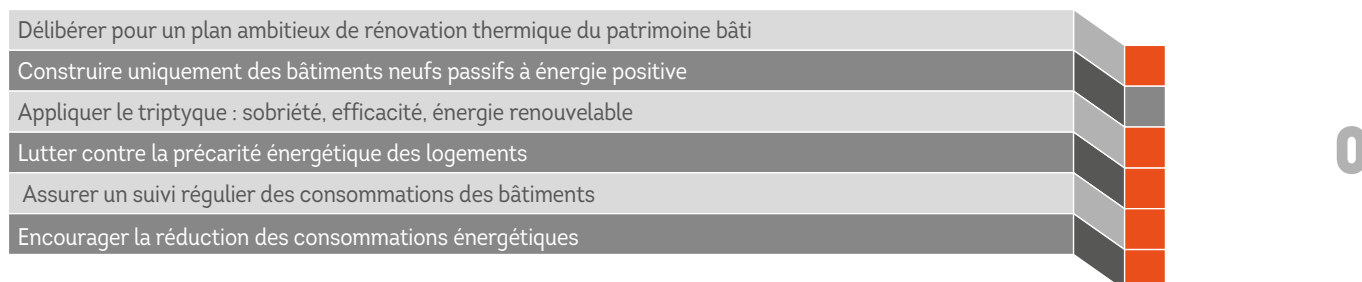 Délibérer pour un plan ambitieux de rénovation thermique du patrimoine bâti
Construire uniquement des bâtiments neufs passifs à énergie positive
Appliquer le triptyque : sobriété, efficacité, énergie renouvelable
Lutter contre la précarité énergétique des logements
Assurer un suivi régulier des consommations des bâtiments
Encourager la réduction des consommations énergétiques